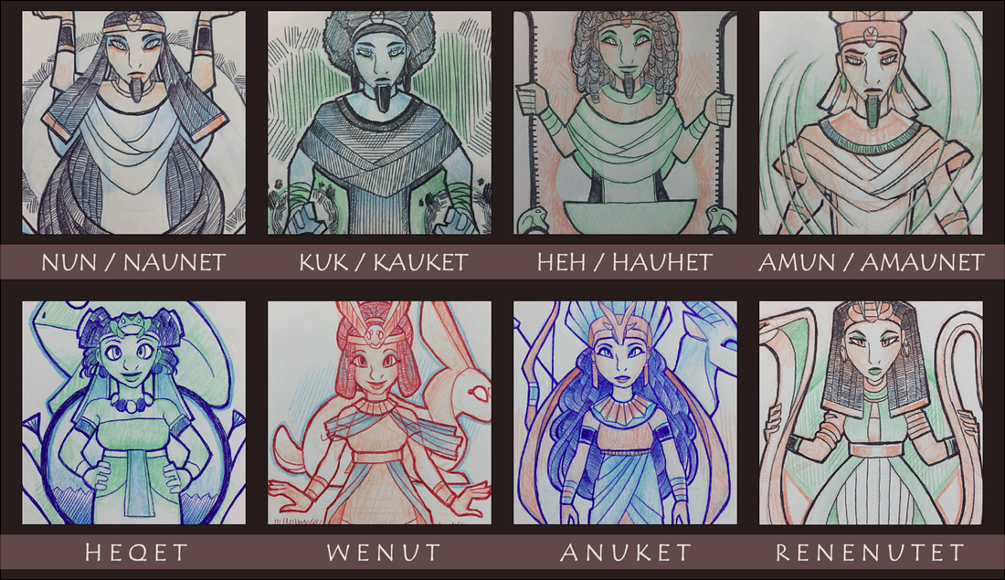 NUN / NAUNET
KUK / KAUKET
HEH / HAUHET
AMUN / AMAUNET
HEQET
WENUT
ANUKET
RENENUTET